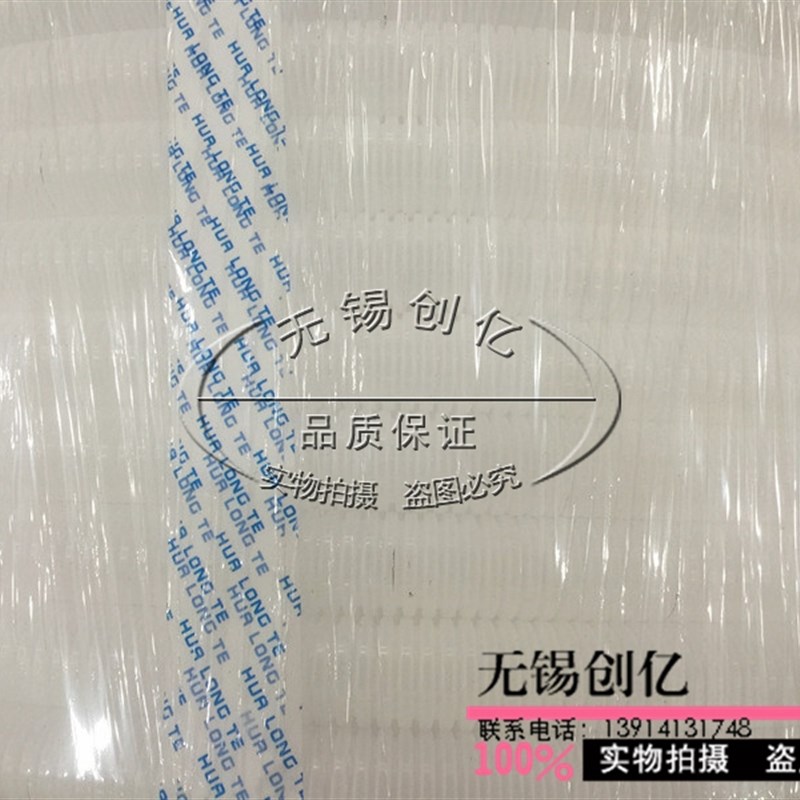 HUA LONG TE
无锡创亿
品质保证
实物拍摄 盗图必究
无锡创亿
联系电话：13914131748
100% 实物拍摄 盗